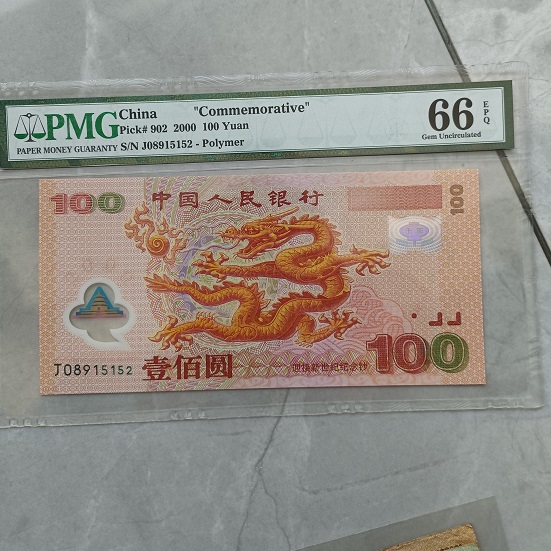 PMG
PAPER MONEY GUARANTY
China "Commemorative"
Pick# 902 2000 100 Yuan
S/N J08915152 - Polymer
66 EPQ
Gem Uncirculated
100 中国人民银行
100
J08915152 壹佰圆
迎接新世纪纪念钞
100